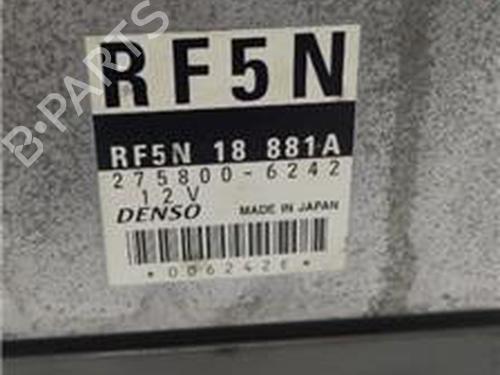 RF5N
RF5N 18 881A
275800-6242
12V
DENSO MADE IN JAPAN
B-PARTS